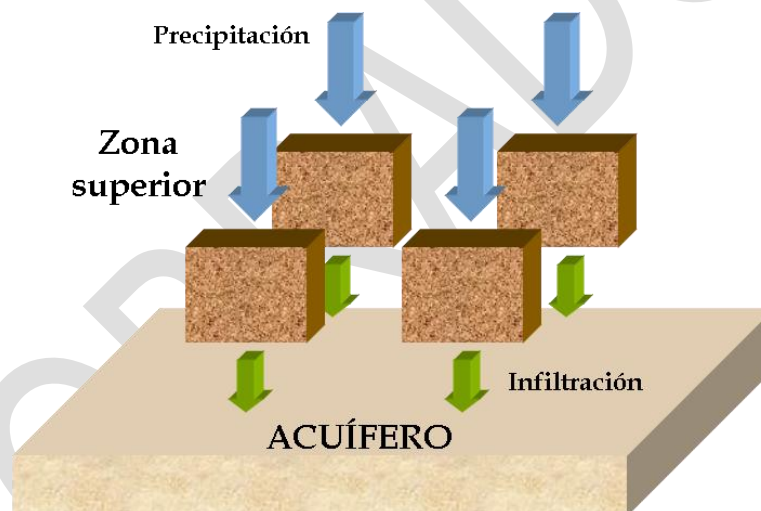 Precipitación
Zona
superior
Infiltración
ACUÍFERO